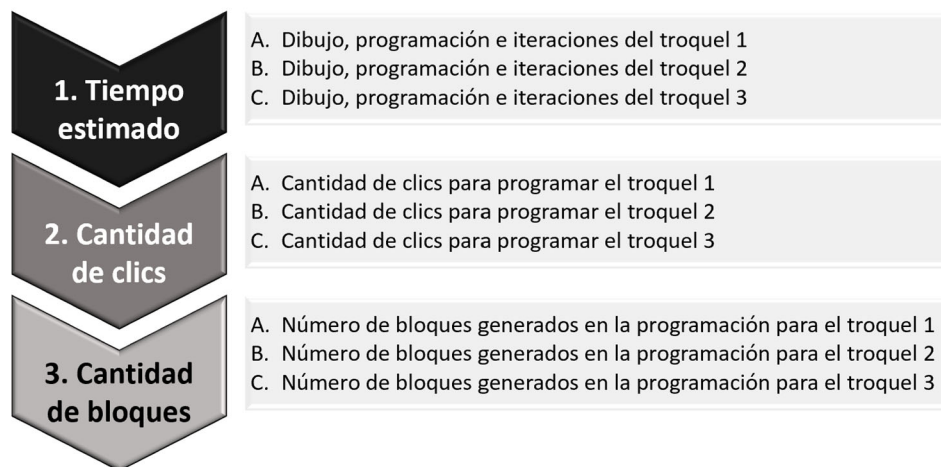 1. Tiempo
estimado
A. Dibujo, programación e iteraciones del troquel 1
B. Dibujo, programación e iteraciones del troquel 2
C. Dibujo, programación e iteraciones del troquel 3
2. Cantidad
de clics
A. Cantidad de clics para programar el troquel 1
B. Cantidad de clics para programar el troquel 2
C. Cantidad de clics para programar el troquel 3
3. Cantidad
de bloques
A. Número de bloques generados en la programación para el troquel 1
B. Número de bloques generados en la programación para el troquel 2
C. Número de bloques generados en la programación para el troquel 3